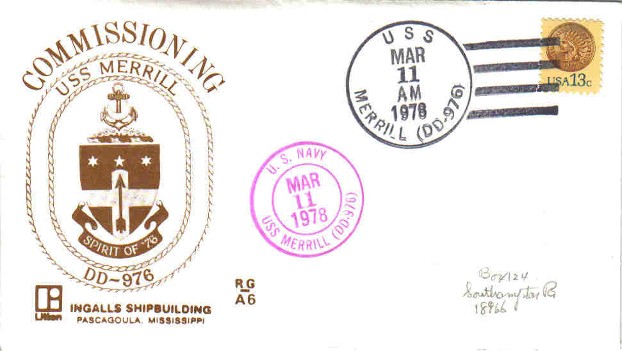 COMMISSIONING
USS MERRILL
SPIRIT OF '76
DD-976
Litton
INGALLS SHIPBUILDING
PASCAGOULA, MISSISSIPPI
RG
A6
U.S. NAVY
MAR
11
1978
USS MERRILL (DD-976)
USS
MAR
11
AM
1978
MERRILL (DD-976)
USA 13c
Box 124
Southampton Pa
18966